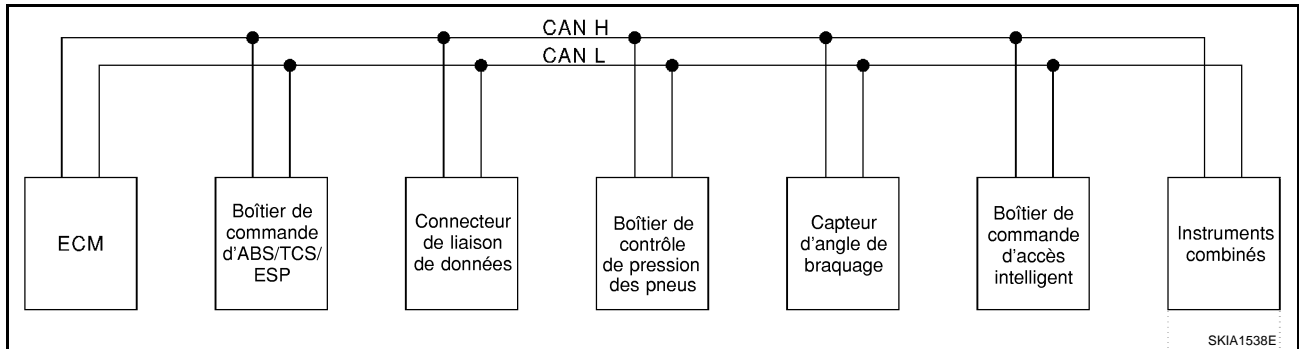 CAN H
CAN L
ECM
Boîtier de
commande
d'ABS/TCS/
ESP
Connecteur
de liaison
de données
Boîtier de
contrôle
de pression
des pneus
Capteur
d'angle de
braquage
Boîtier de
commande
d'accès
intelligent
Instruments
combinés
SKIA1538E